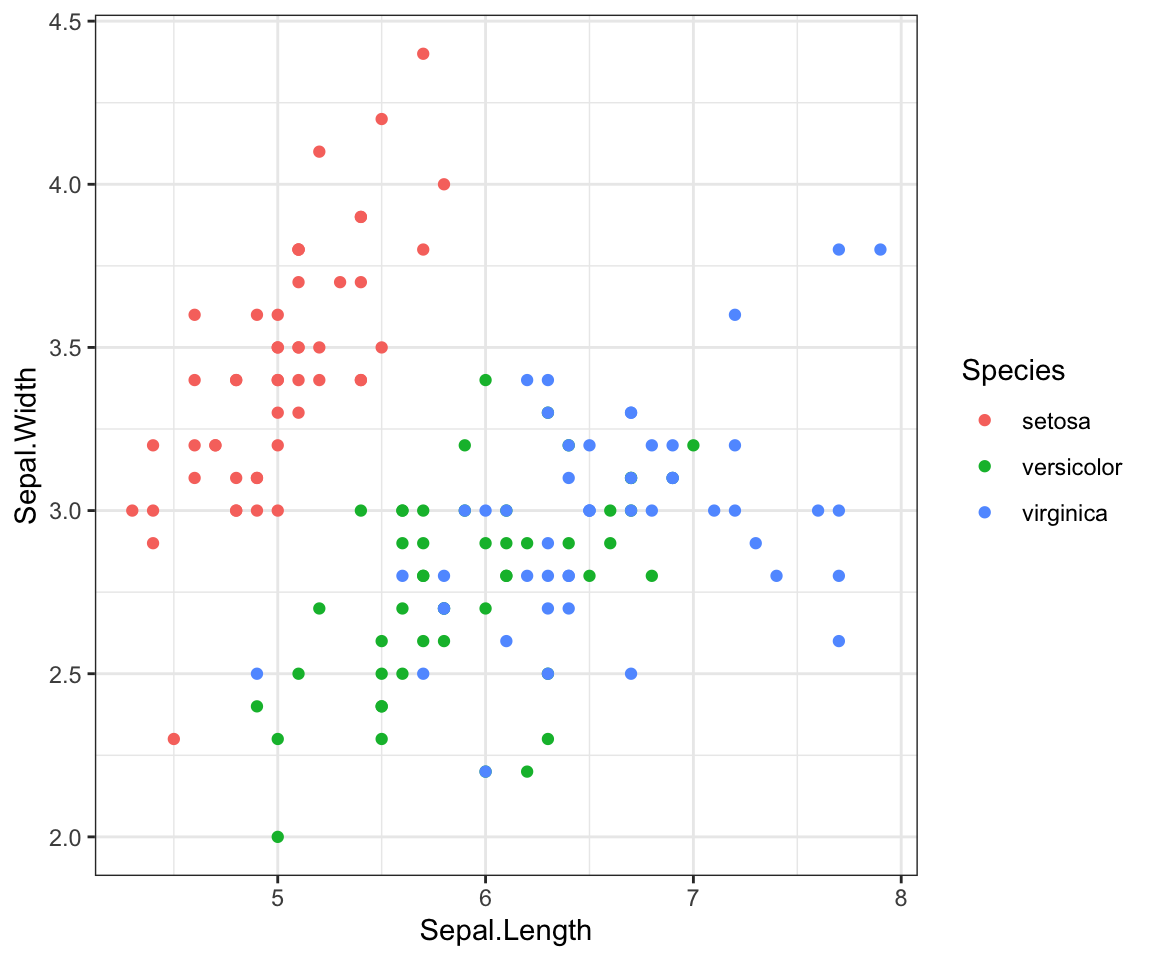 4.5
4.0
3.5
3.0
2.5
2.0
Sepal.Width
5 6 7 8
Sepal.Length
Species
setosa
versicolor
virginica